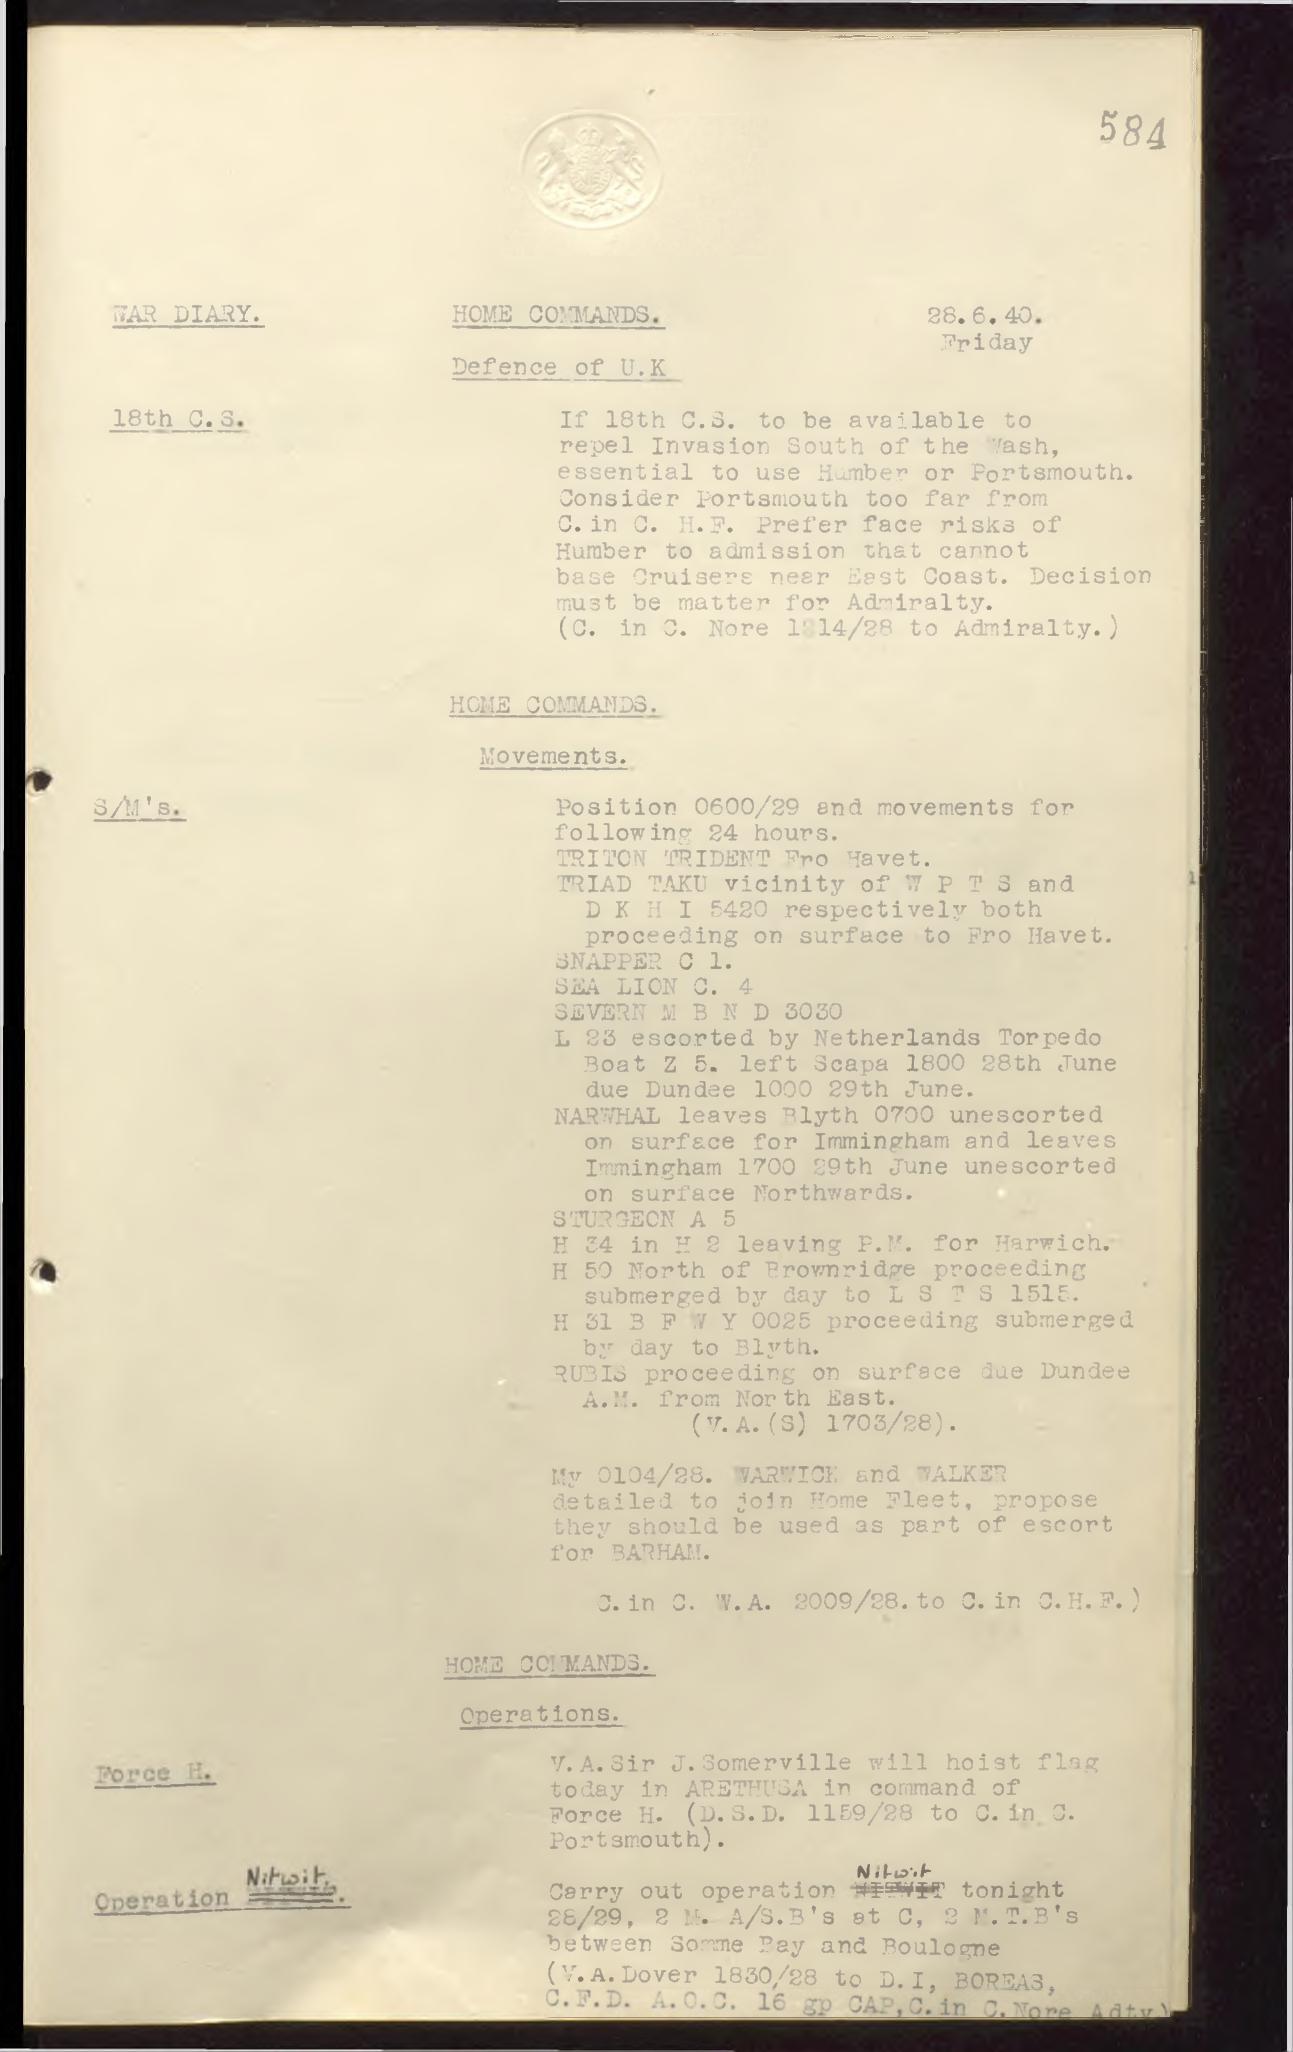 584
WAR DIARY.
HOME COMMANDS.
28.6.40.
Friday
Defence of U.K
18th C.S.
If 18th C.S. to be available to
repel Invasion South of the Wash,
essential to use Humber or Portsmouth.
Consider Portsmouth too far from
C.in C. H.F. Prefer face risks of
Humber to admission that cannot
base Cruisers near East Coast. Decision
must be matter for Admiralty.
(C. in C. Nore 1814/28 to Admiralty.)
HOME COMMANDS.
Movements.
S/M's.
Position 0600/29 and movements for
following 24 hours.
TRITON TRIDENT Fro Havet.
TRIAD TAKU vicinity of W P T S and
D K H I 5420 respectively both
proceeding on surface to Fro Havet.
SNAPPER C 1.
SEA LION C. 4
SEVERN M B N D 3030
L 23 escorted by Netherlands Torpedo
Boat Z 5. left Scapa 1800 28th June
due Dundee 1000 29th June.
NARWHAL leaves Blyth 0700 unescorted
on surface for Immingham and leaves
Immingham 1700 29th June unescorted
on surface Northwards.
STURGEON A 5
H 34 in H 2 leaving P.M. for Harwich.
H 50 North of Brownridge proceeding
submerged by day to L S T S 1515.
H 31 B F W Y 0025 proceeding submerged
by day to Blyth.
RUBIS proceeding on surface due Dundee
A.M. from North East.
(V.A.(S) 1703/28).
My 0104/28. WARWICK and WALKER
detailed to join Home Fleet, propose
they should be used as part of escort
for BARHAM.
C.in C. W.A. 2009/28.to C.in C.H.F.)
HOME COMMANDS.
Operations.
Force H.
V.A.Sir J.Somerville will hoist flag
today in ARETHUSA in command of
Force H. (D.S.D. 1159/28 to C.in C.
Portsmouth).
Operation Nitwit.
Carry out operation Nitwit tonight
28/29, 2 M. A/S.B's at C, 2 M.T.B's
between Somme Bay and Boulogne
(V.A.Dover 1830/28 to D.I, BOREAS,
C.F.D. A.O.C. 16 gp CAP,C.in C.Nore Adty)